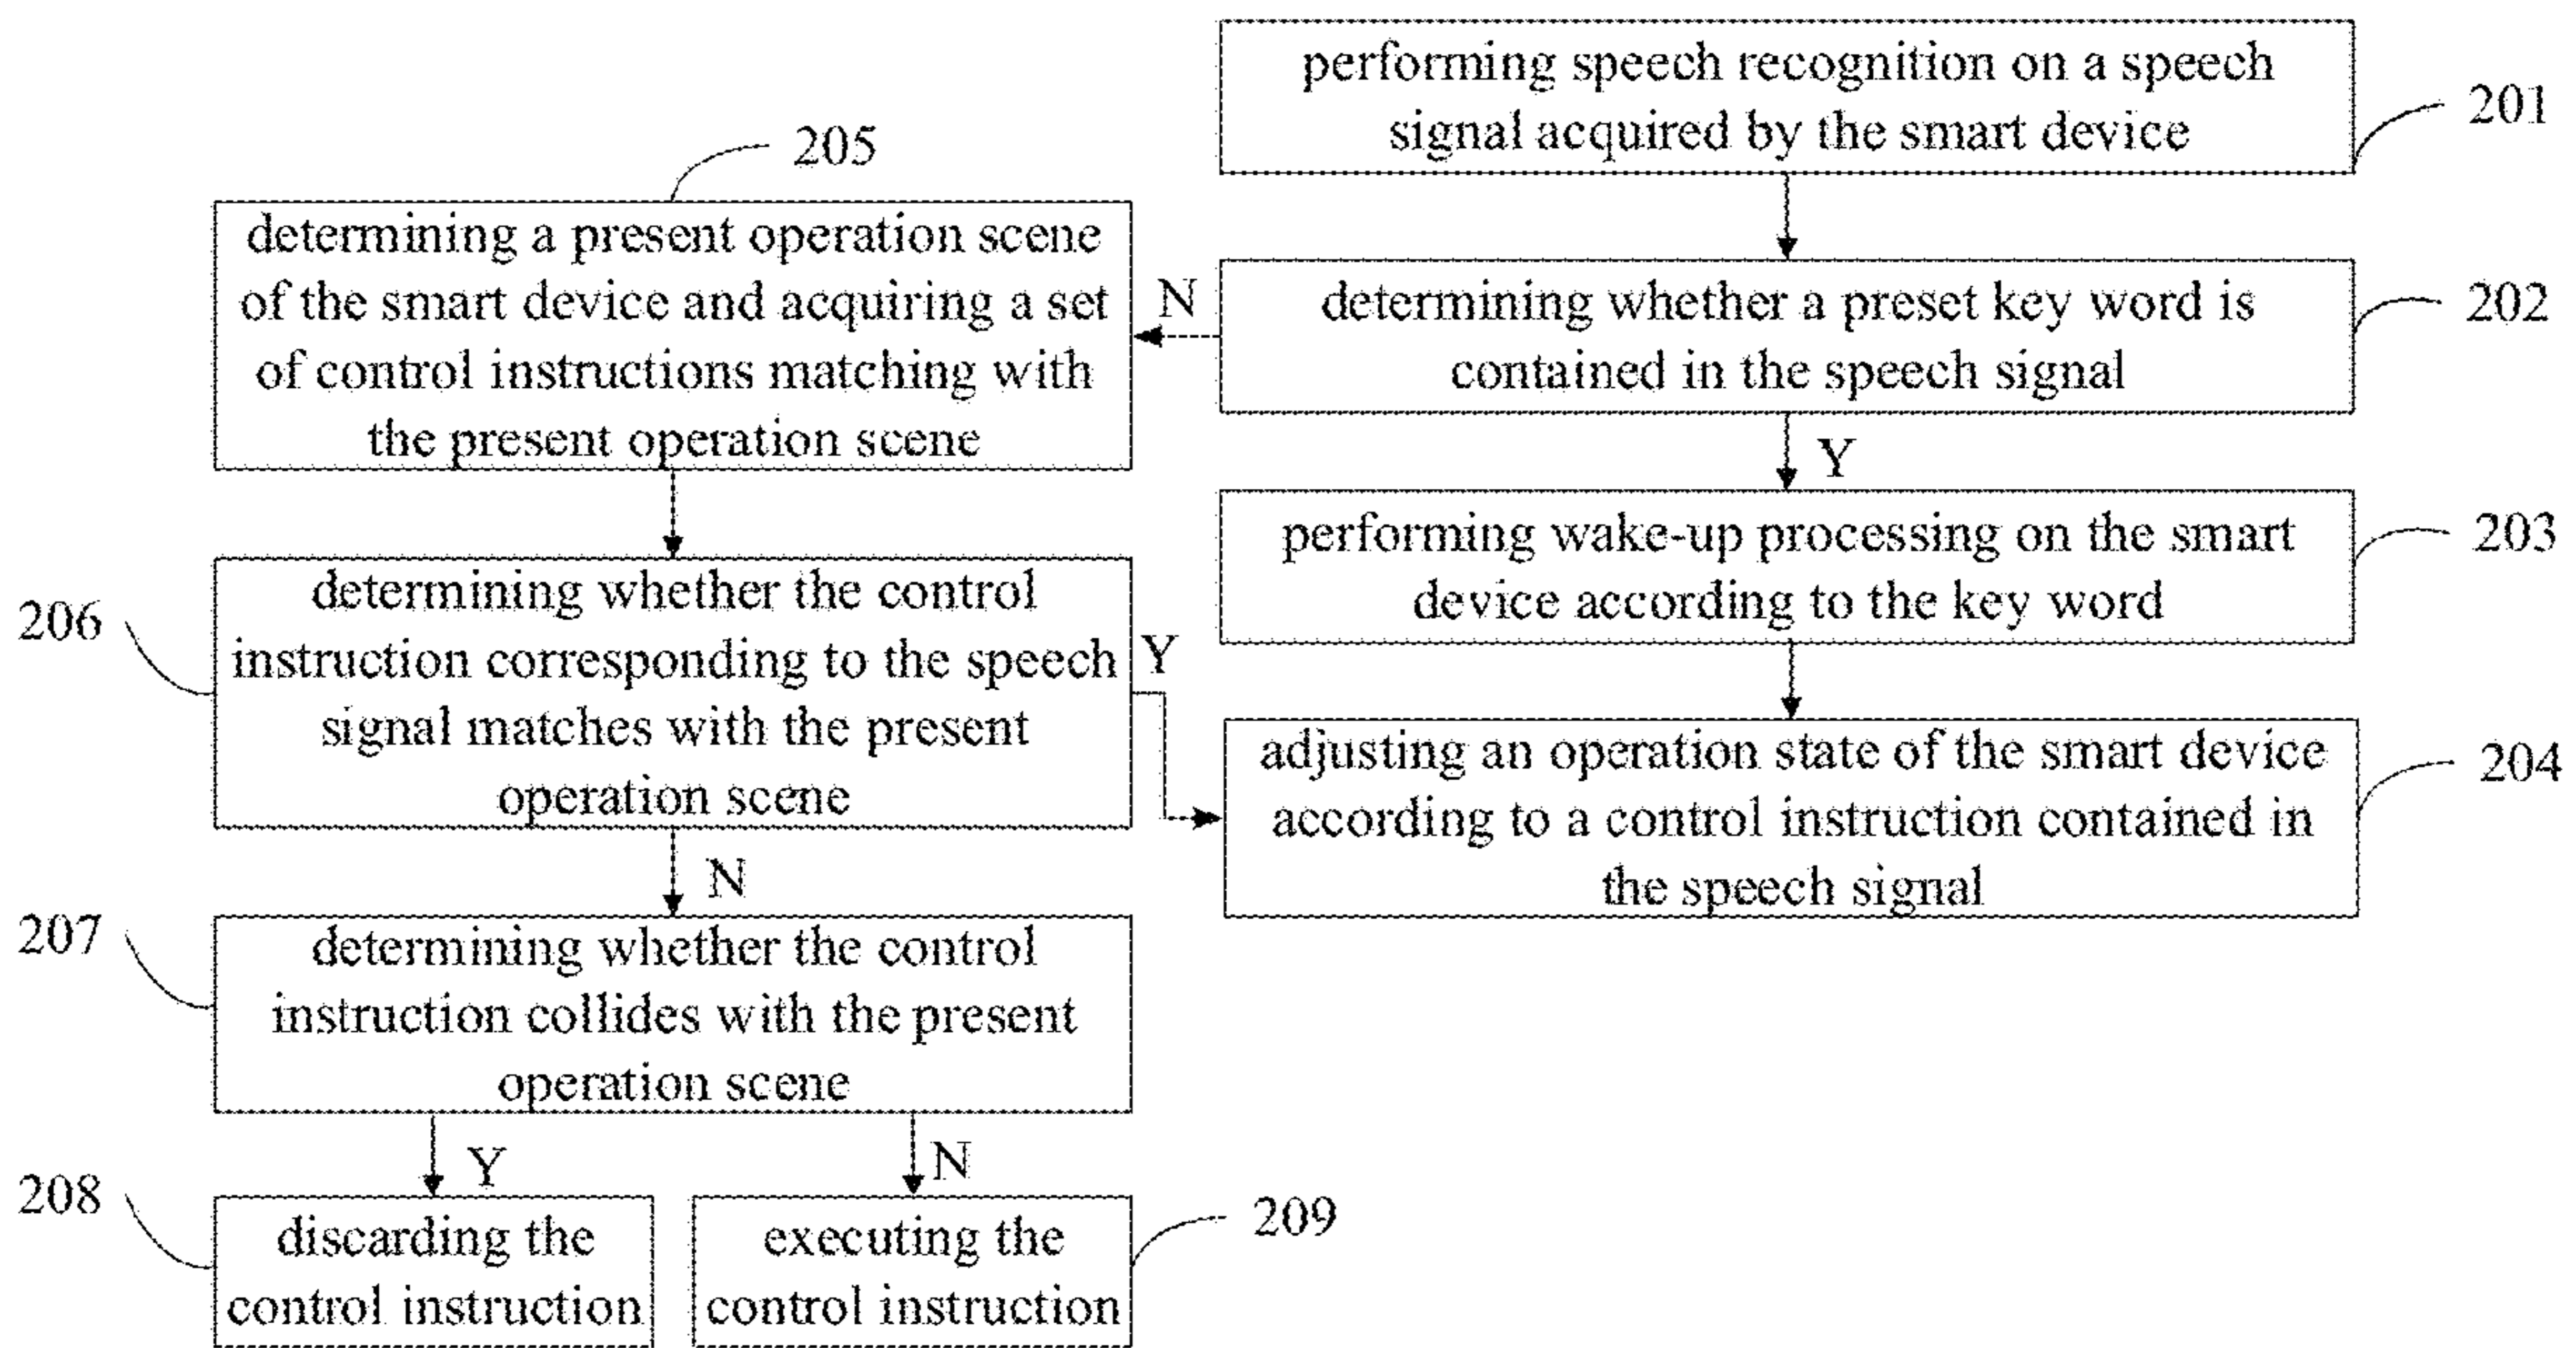 performing speech recognition on a speech
signal acquired by the smart device
201
205
determining a present operation scene
of the smart device and acquiring a set
of control instructions matching with
the present operation scene
N
determining whether a preset key word is
contained in the speech signal
202
Y
performing wake-up processing on the smart
device according to the key word
203
206
determining whether the control
instruction corresponding to the speech
signal matches with the present
operation scene
Y
adjusting an operation state of the smart device
according to a control instruction contained in
the speech signal
204
N
207
determining whether the control
instruction collides with the present
operation scene
Y
N
208
discarding the
control instruction
executing the
control instruction
209